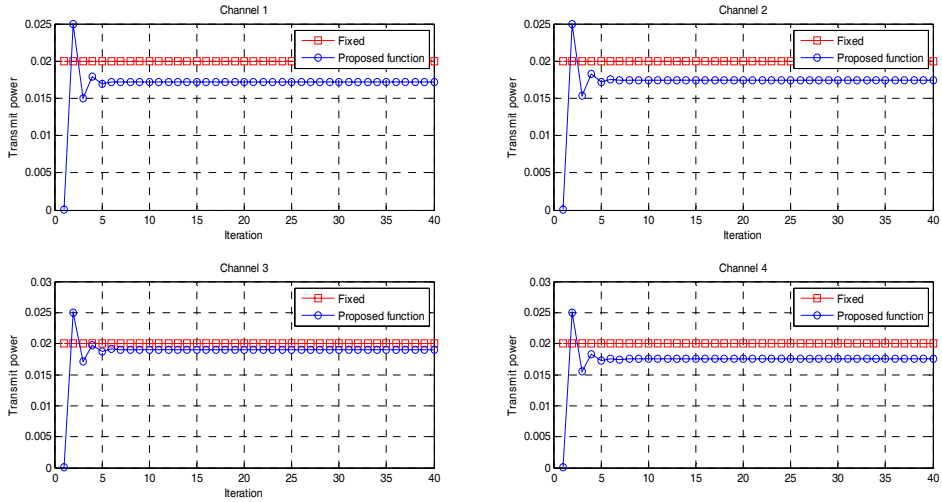 Channel 1
0.025
0.02
0.015
0.01
0.005
0
Transmit power
0 5 10 15 20 25 30 35 40
Iteration
Fixed
Proposed function
Channel 2
0.025
0.02
0.015
0.01
0.005
0
Transmit power
0 5 10 15 20 25 30 35 40
Iteration
Fixed
Proposed function
Channel 3
0.03
0.025
0.02
0.015
0.01
0.005
0
Transmit power
0 5 10 15 20 25 30 35 40
Iteration
Fixed
Proposed function
Channel 4
0.03
0.025
0.02
0.015
0.01
0.005
0
Transmit power
0 5 10 15 20 25 30 35 40
Iteration
Fixed
Proposed function